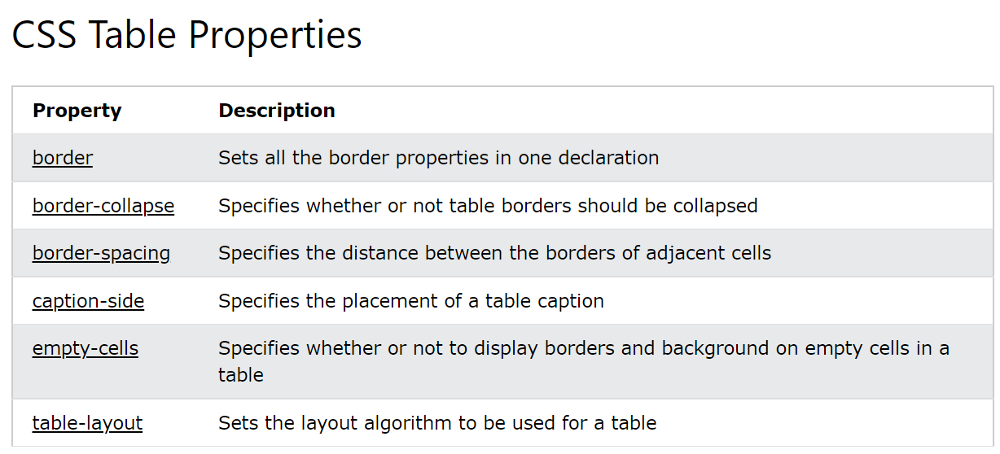 CSS Table Properties
Property Description
border Sets all the border properties in one declaration
border-collapse Specifies whether or not table borders should be collapsed
border-spacing Specifies the distance between the borders of adjacent cells
caption-side Specifies the placement of a table caption
empty-cells Specifies whether or not to display borders and background on empty cells in a
table
table-layout Sets the layout algorithm to be used for a table